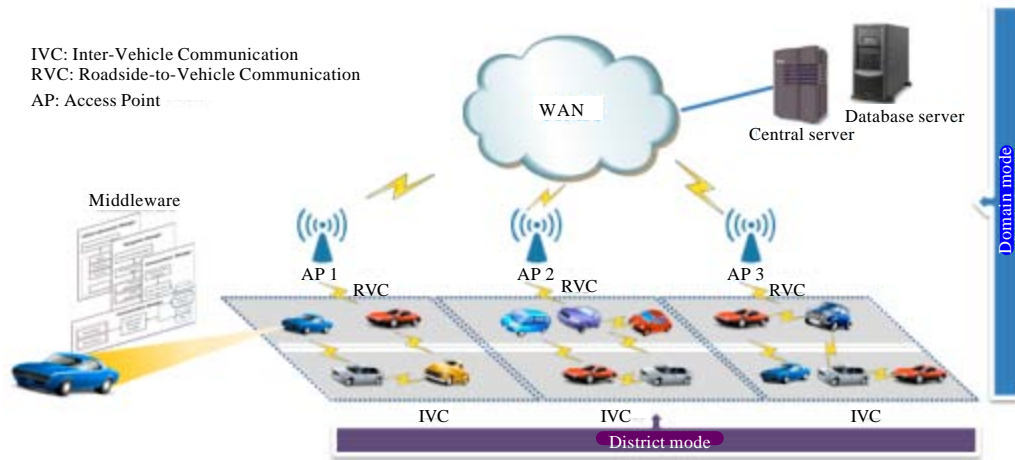 IVC: Inter-Vehicle Communication
RVC: Roadside-to-Vehicle Communication
AP: Access Point
WAN
Central server
Database server
Domain mode
Middleware
AP 1
AP 2
AP 3
RVC
RVC
RVC
IVC
IVC
IVC
District mode